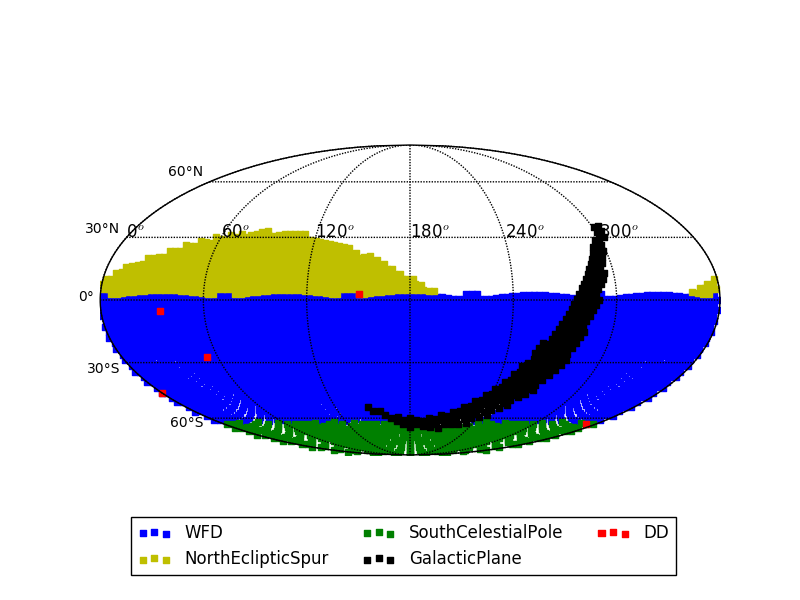 60°N
30°N
0° 60° 120° 180° 240° 300°
0°
30°S
60°S
WFD SouthCelestialPole DD
NorthEclipticSpur GalacticPlane